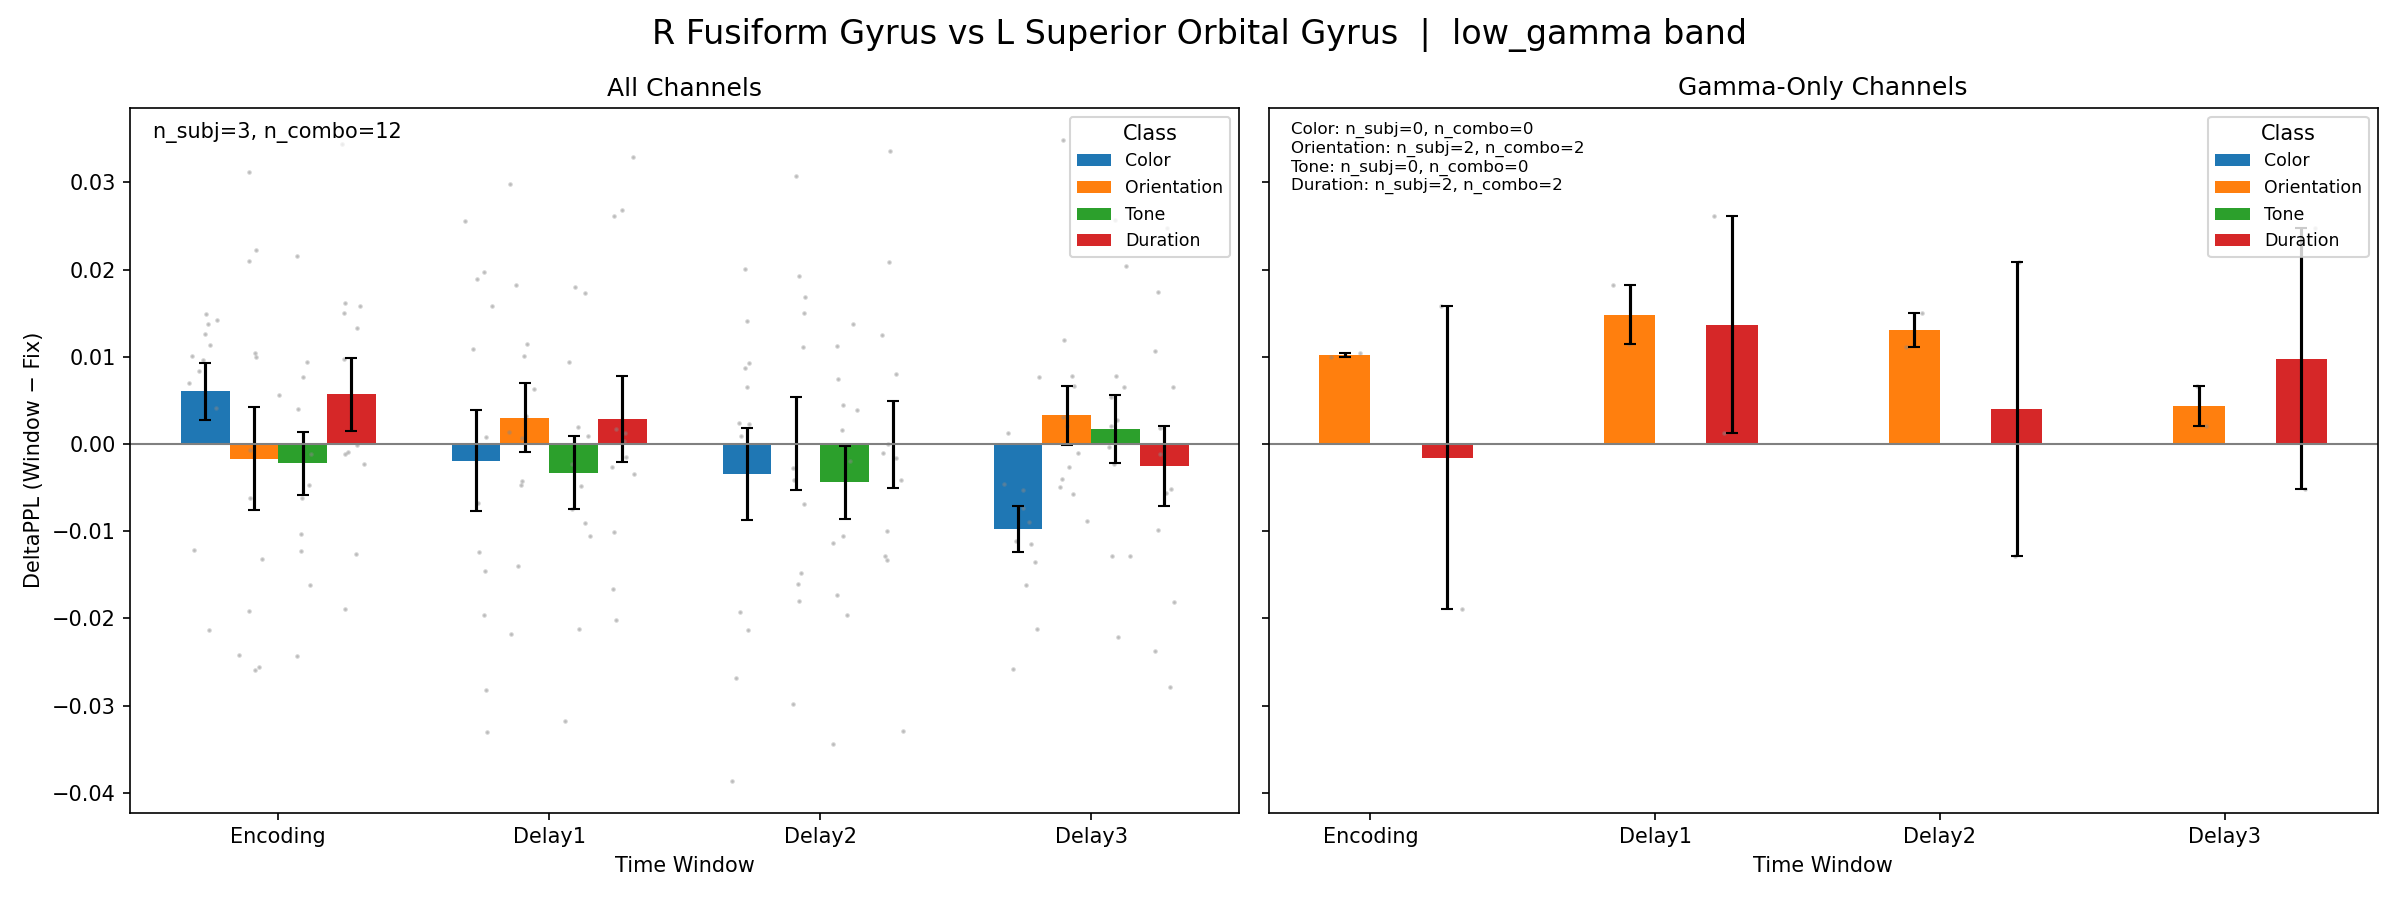 R Fusiform Gyrus vs L Superior Orbital Gyrus | low_gamma band
All Channels
n_subj=3, n_combo=12
Class
Color
Orientation
Tone
Duration
DeltaPPL (Window − Fix)
0.03
0.02
0.01
0.00
−0.01
−0.02
−0.03
−0.04
Encoding
Delay1
Delay2
Delay3
Time Window
Gamma-Only Channels
Color: n_subj=0, n_combo=0
Orientation: n_subj=2, n_combo=2
Tone: n_subj=0, n_combo=0
Duration: n_subj=2, n_combo=2
Class
Color
Orientation
Tone
Duration
Encoding
Delay1
Delay2
Delay3
Time Window